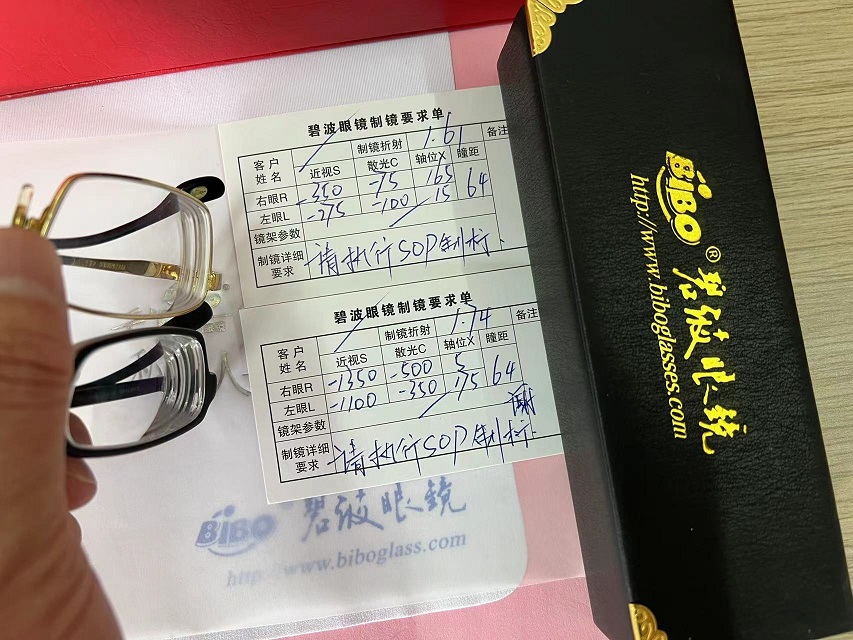 碧波眼镜制镜要求单
客户姓名 制镜折射 1.61 备注
近视S 散光C 轴位X 瞳距
右眼R -350 -75 165 64
左眼L -275 -100 15
镜架参数
制镜详细要求 请执行SOP制标.
碧波眼镜制镜要求单
客户姓名 制镜折射 1.74 备注
近视S 散光C 轴位X 瞳距
右眼R -1350 -500 5 64
左眼L -1100 -350 175
镜架参数
制镜详细要求 请执行SOP制标.
BiBO 碧波眼镜
http://www.biboglass.com
BiBO® 碧波眼镜
http://www.biboglasses.com